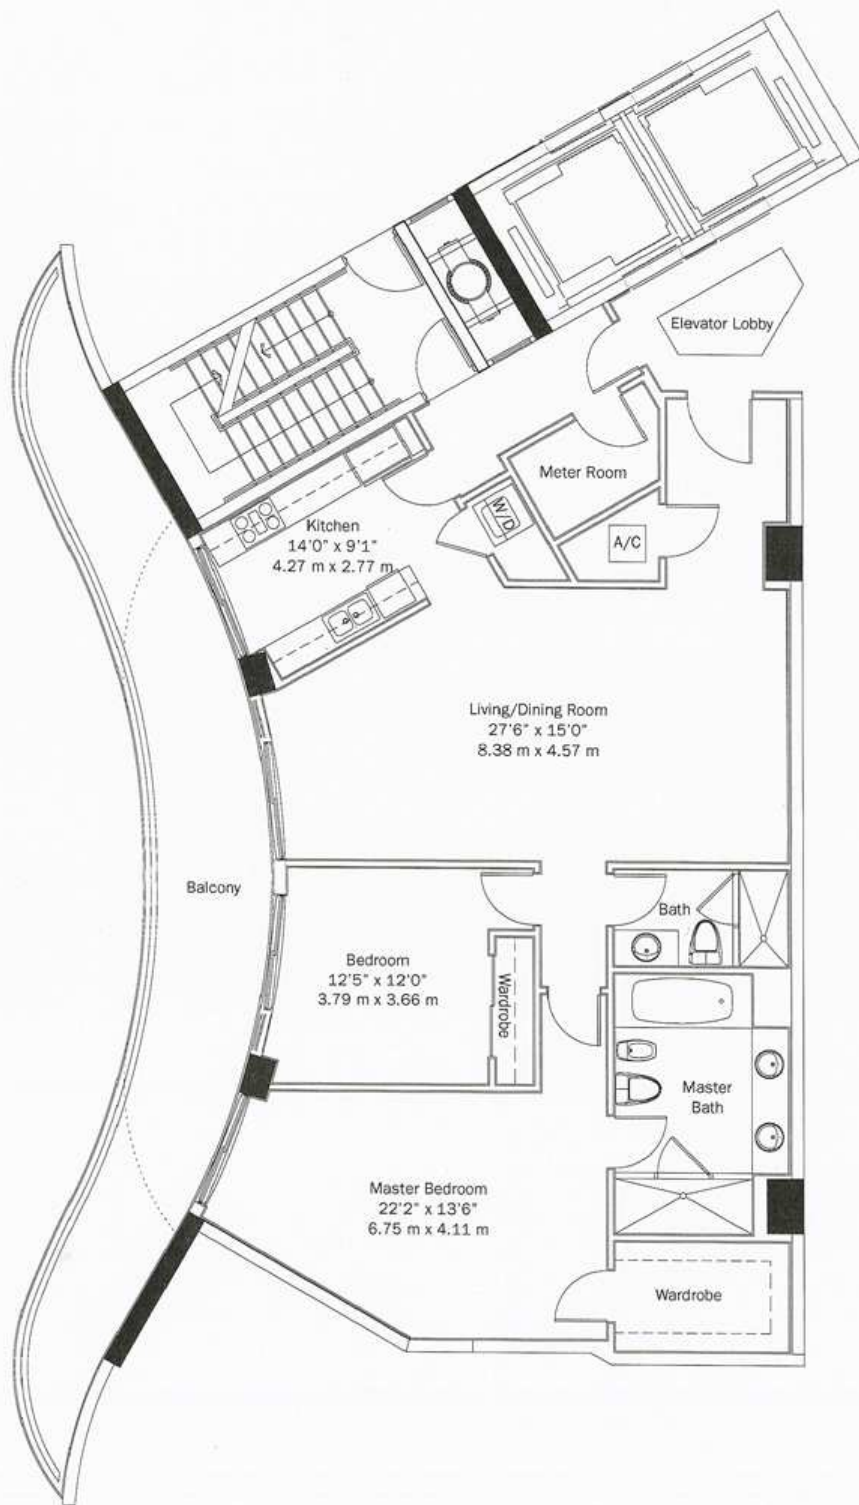 Elevator Lobby
Meter Room
W/D
A/C
Kitchen
14'0" x 9'1"
4.27 m x 2.77 m
Living/Dining Room
27'6" x 15'0"
8.38 m x 4.57 m
Balcony
Bath
Bedroom
12'5" x 12'0"
3.79 m x 3.66 m
Wardrobe
Master
Bath
Master Bedroom
22'2" x 13'6"
6.75 m x 4.11 m
Wardrobe